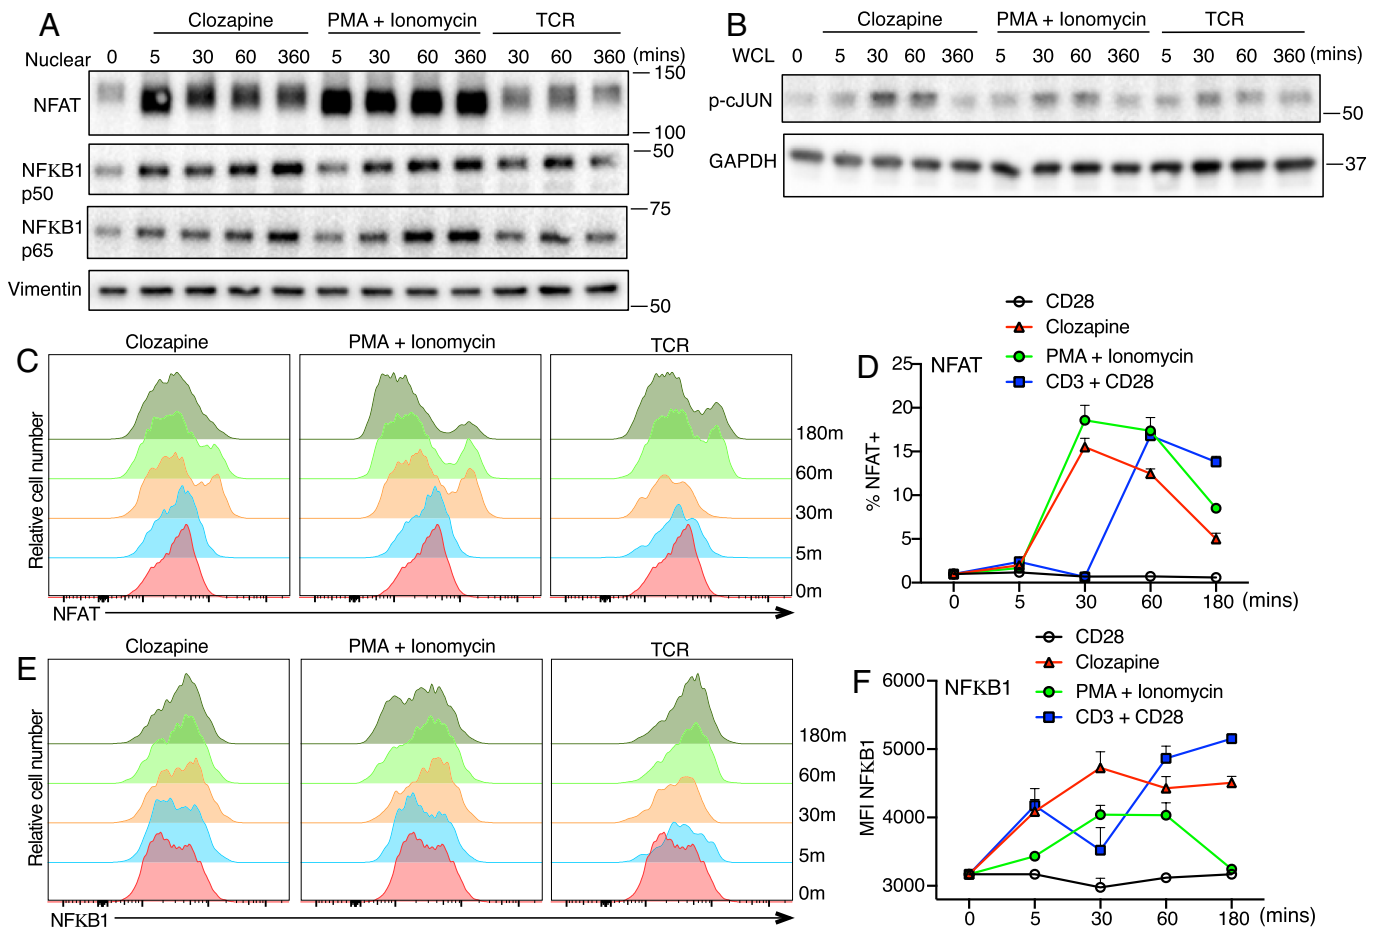 A
Clozapine PMA + Ionomycin TCR
Nuclear 0 5 30 60 360 5 30 60 360 30 60 360 (mins)
NFAT
150
100
NFκB1
p50
50
NFκB1
p65
75
Vimentin
50
B
Clozapine PMA + Ionomycin TCR
WCL 0 5 30 60 360 5 30 60 360 5 30 60 360 (mins)
p-cJUN
50
GAPDH
37
C
Clozapine PMA + Ionomycin TCR
Relative cell number
180m
60m
30m
5m
0m
NFAT
D
CD28
Clozapine
PMA + Ionomycin
CD3 + CD28
NFAT
% NFAT+
25
20
15
10
5
0
0 5 30 60 180 (mins)
E
Clozapine PMA + Ionomycin TCR
Relative cell number
180m
60m
30m
5m
0m
NFκB1
F
CD28
Clozapine
PMA + Ionomycin
CD3 + CD28
NFκB1
MFI NFκB1
6000
5000
4000
3000
0 5 30 60 180 (mins)